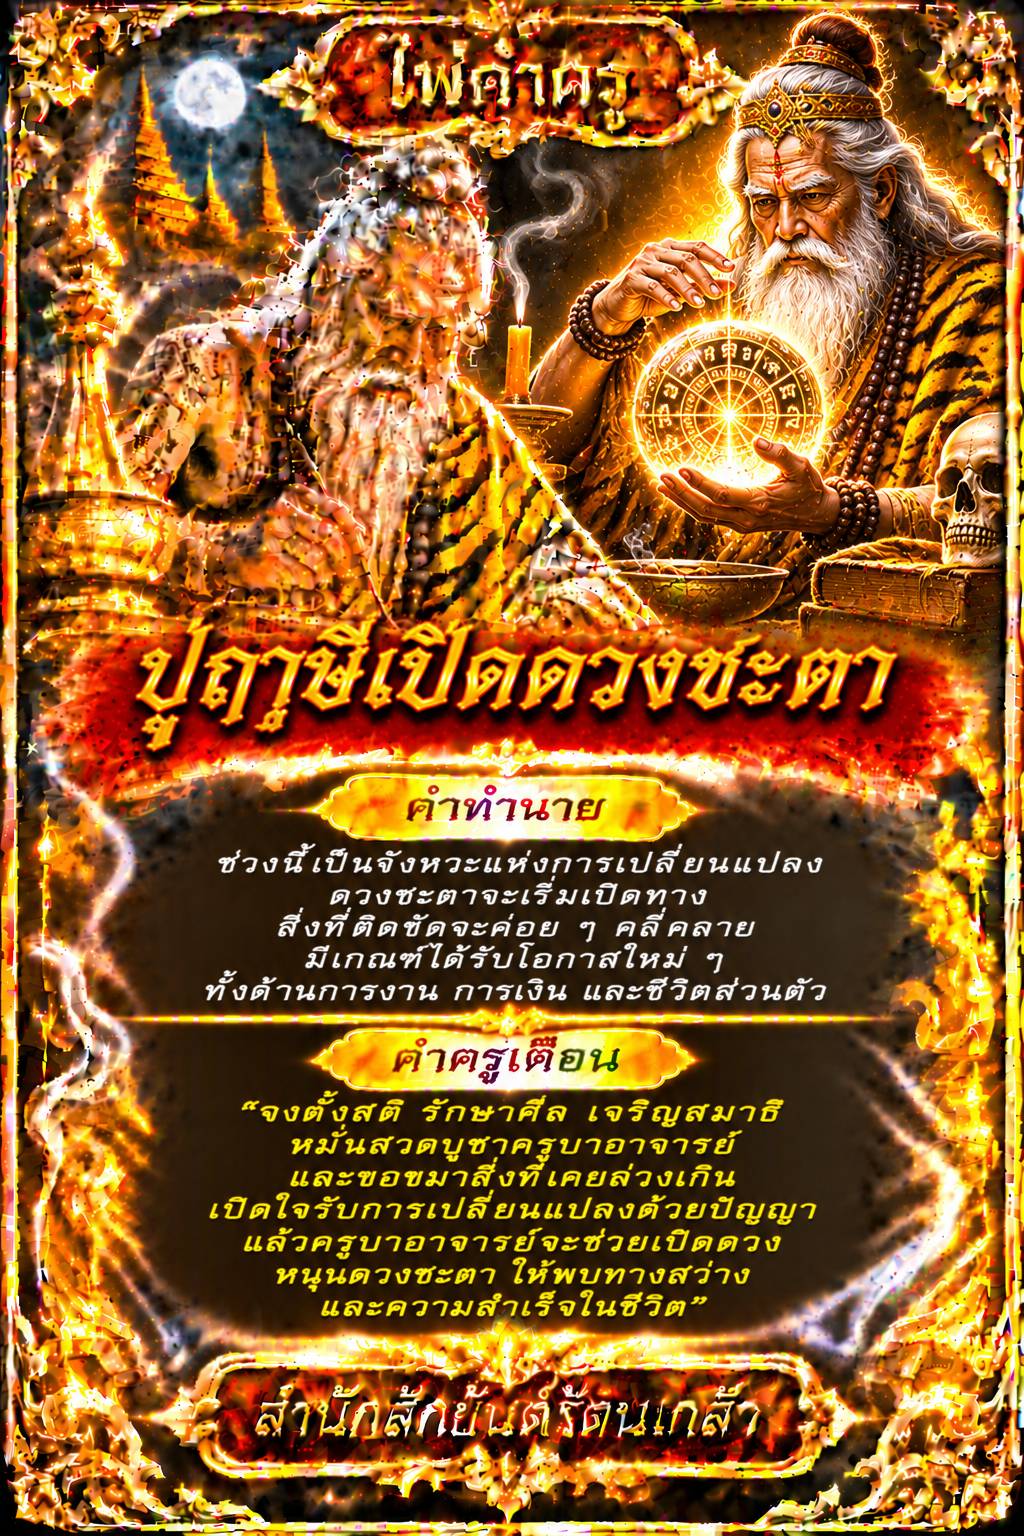 ไพ่คำครู
ปู่ฤๅษีเปิดดวงชะตา
คำทำนาย
ช่วงนี้เป็นจังหวะแห่งการเปลี่ยนแปลง
ดวงชะตาจะเริ่มเปิดทาง
สิ่งที่ติดขัดจะค่อย ๆ คลี่คลาย
มีเกณฑ์ได้รับโอกาสใหม่ ๆ
ทั้งด้านการงาน การเงิน และชีวิตส่วนตัว
คำครูเตือน
“จงตั้งสติ รักษาศีล เจริญสมาธิ
หมั่นสวดบูชาครูบาอาจารย์
และขอขมาสิ่งที่เคยล่วงเกิน
เปิดใจรับการเปลี่ยนแปลงด้วยปัญญา
แล้วครูบาอาจารย์จะช่วยเปิดดวง
หนุนดวงชะตา ให้พบทางสว่าง
และความสำเร็จในชีวิต”
สำนักสักยันต์รัตนเกล้า